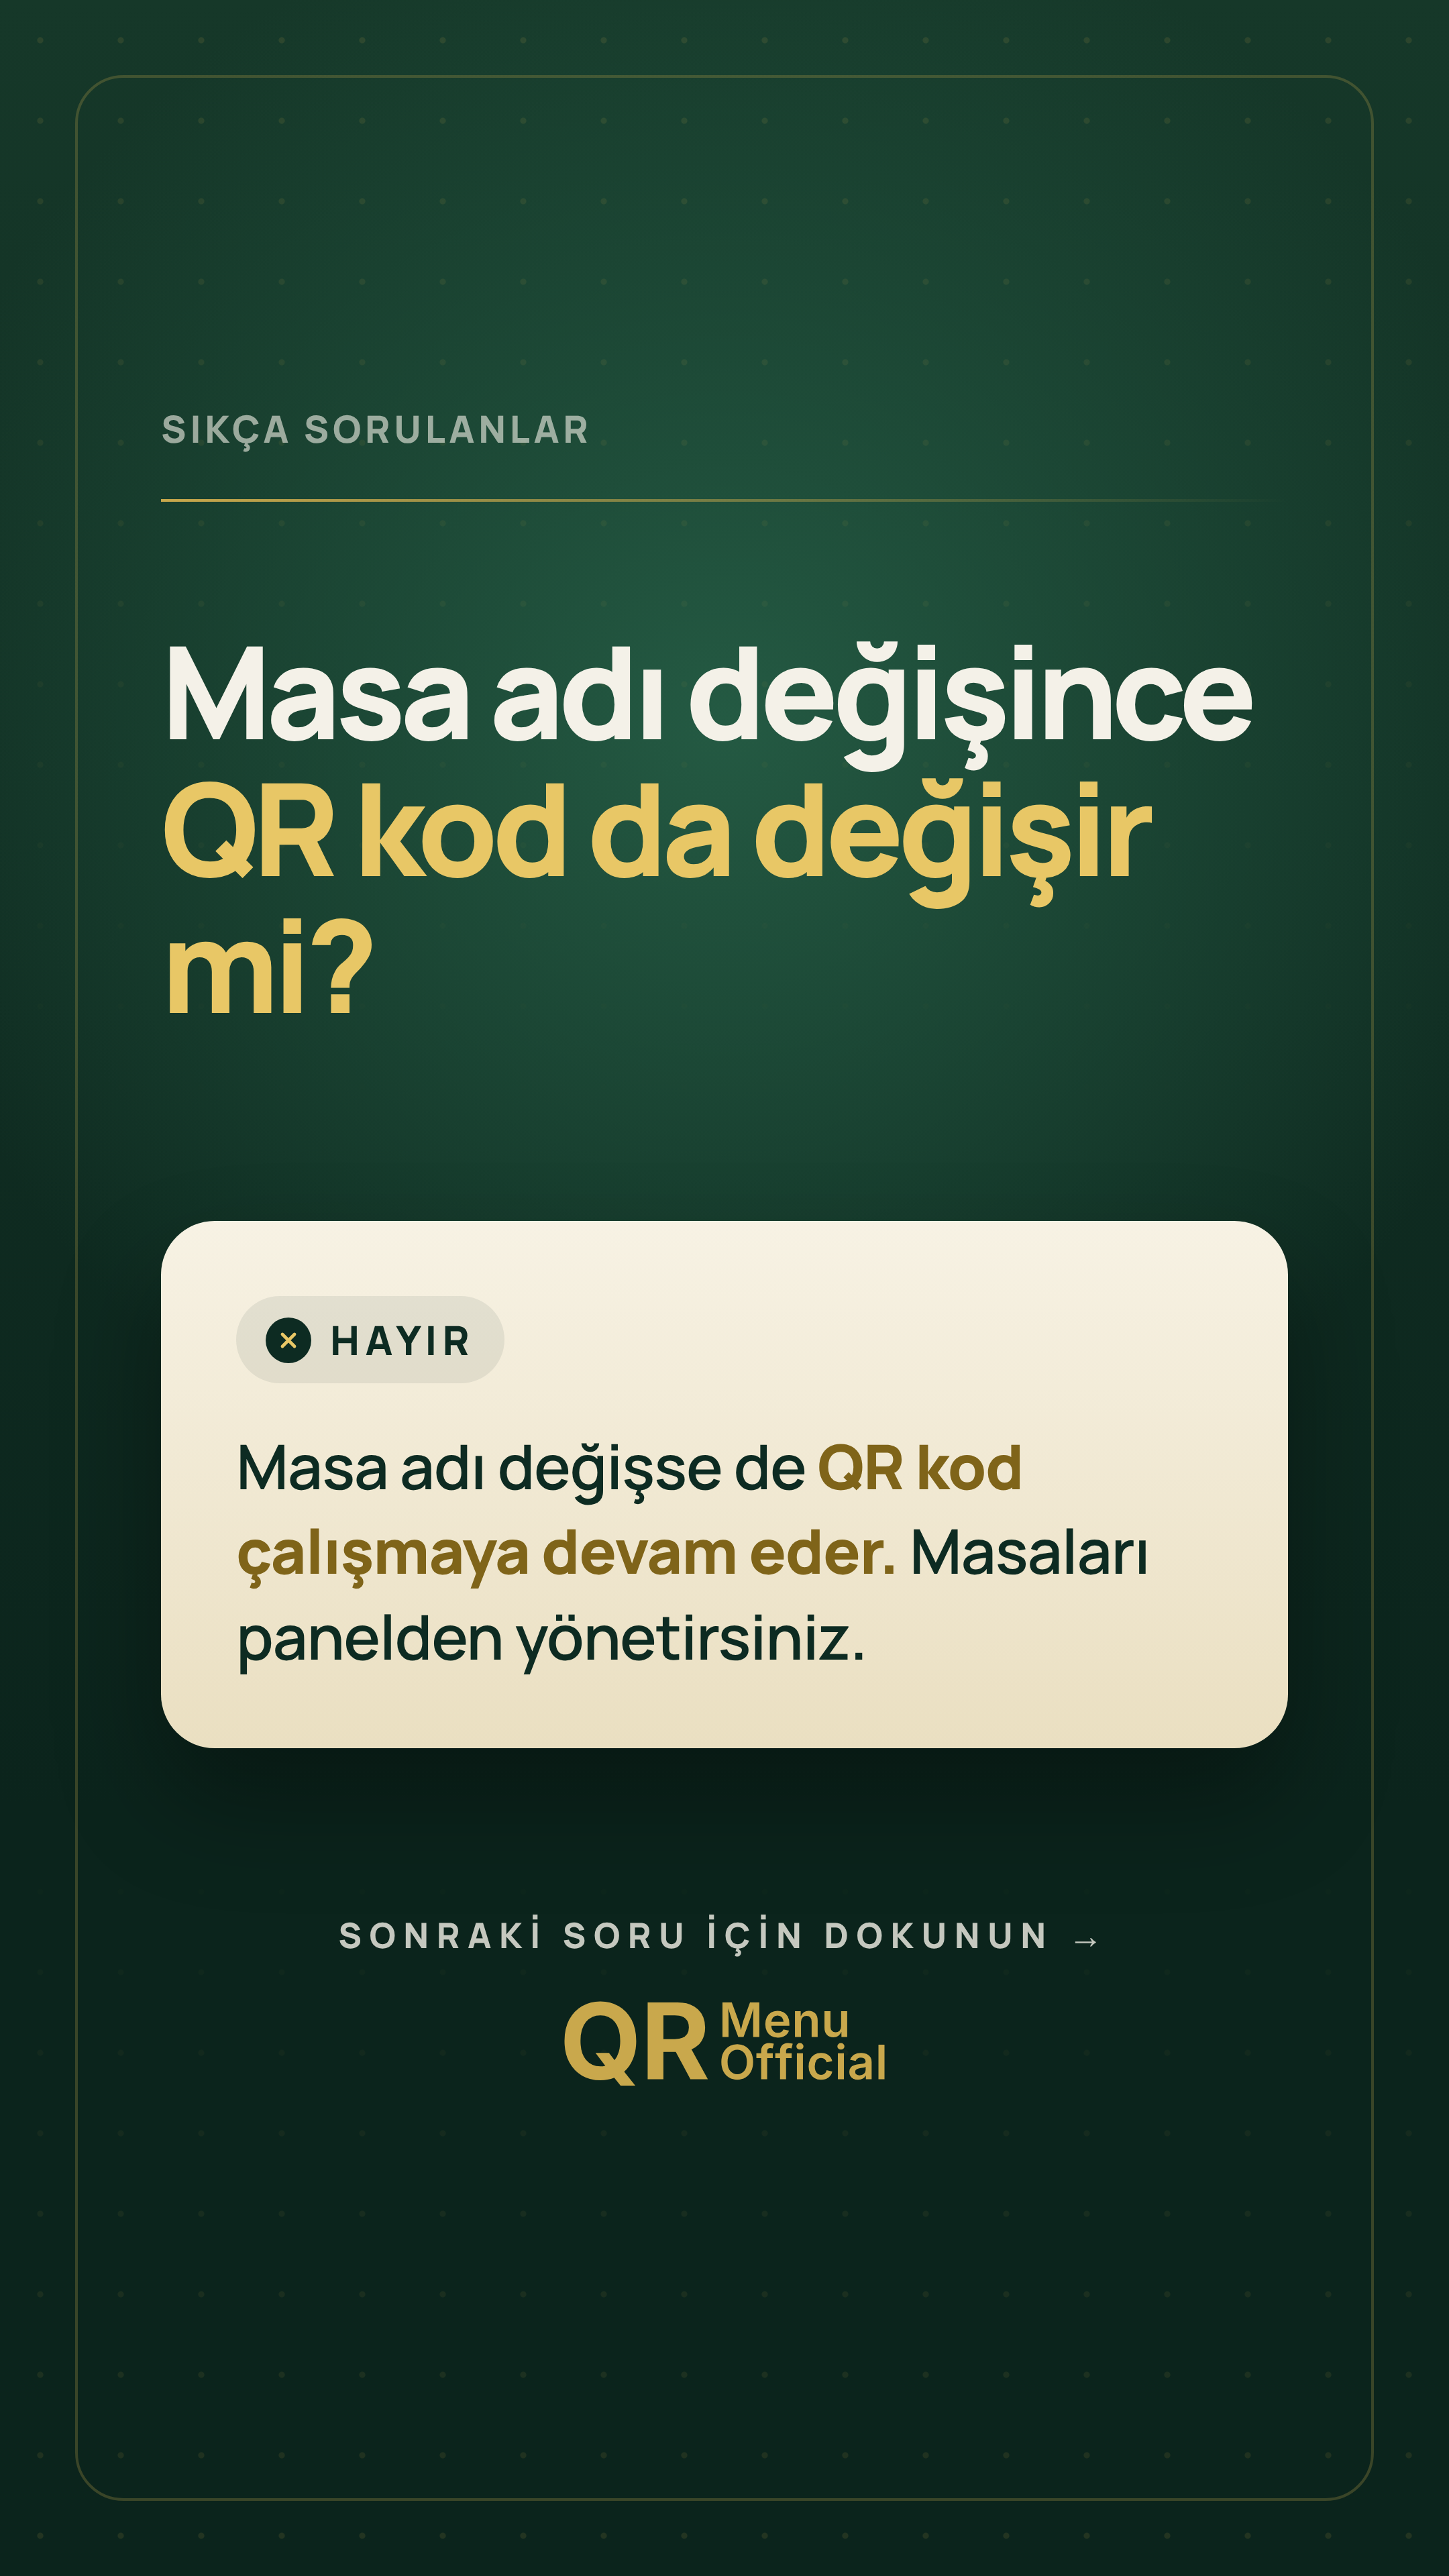 SIKÇA SORULANLAR
Masa adı değişince
QR kod da değişir
mi?
HAYIR
Masa adı değişse de QR kod
çalışmaya devam eder. Masaları
panelden yönetirsiniz.
SONRAKİ SORU İÇİN DOKUNUN →
QR Menu
Official